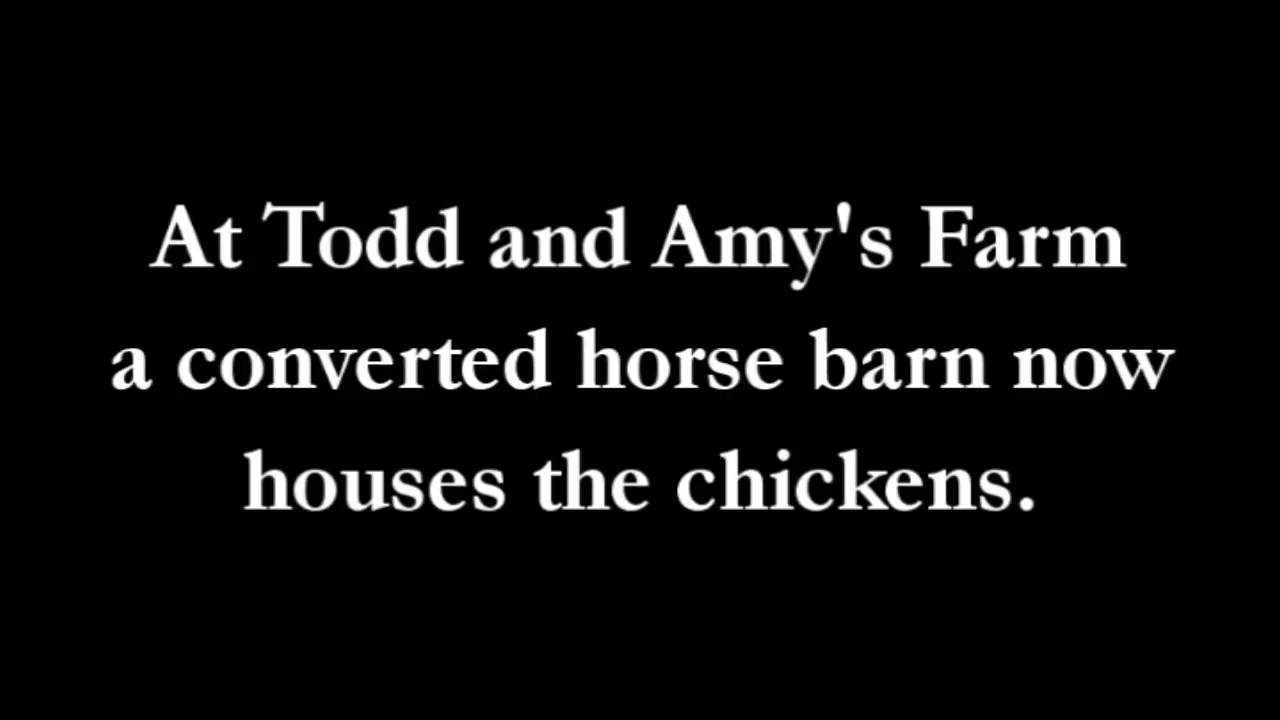 At Todd and Amy's Farm
a converted horse barn now
houses the chickens.